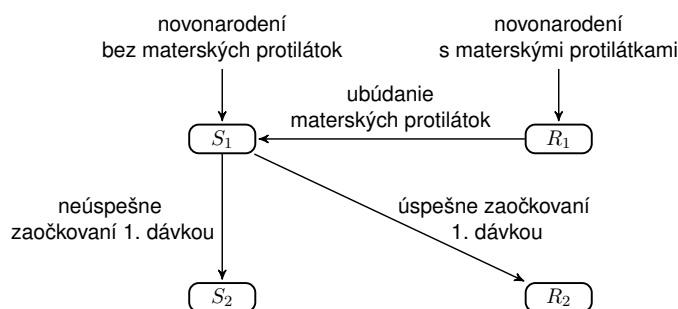 novonarodení
bez materských protilátok
novonarodení
s materskými protilátkami
ubúdanie
materských protilátok
S1
R1
neúspešne
zaočkovaní 1. dávkou
úspešne zaočkovaní
1. dávkou
S2
R2